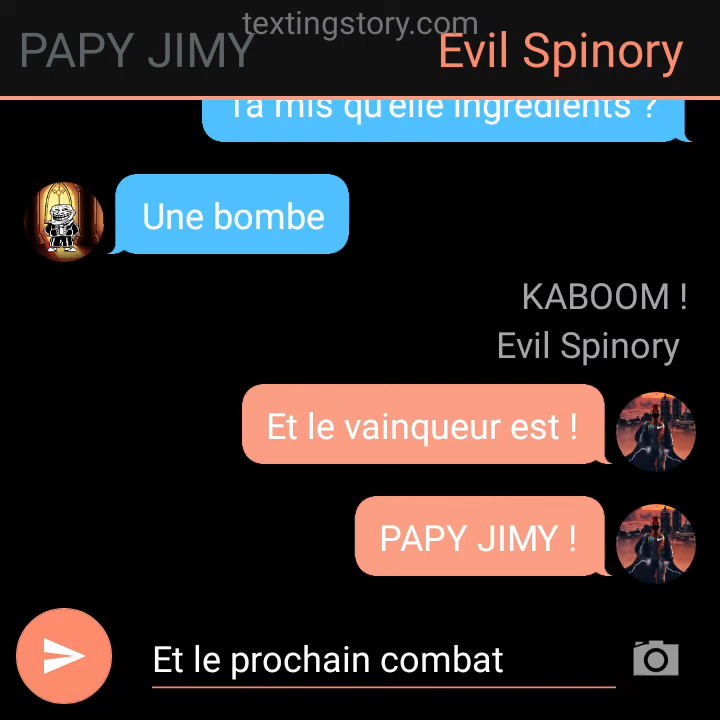 textingstory.com
PAPY JIMY
Evil Spinory
Ta mis qu'elle ingrédients ?
Une bombe
KABOOM !
Evil Spinory
Et le vainqueur est !
PAPY JIMY !
Et le prochain combat